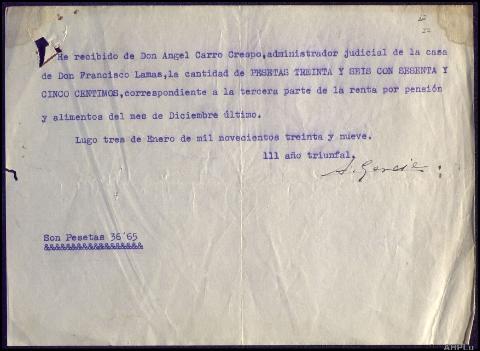 He recibido de Don Angel Carro Crespo,administrador judicial de la casa
de Don Francisco Lamas,la cantidad de PESETAS TREINTA Y SEIS CON SESENTA Y
CINCO CENTIMOS,correspondiente a la tercera parte de la renta por pensión
y alimentos del mes de Diciembre último.
Lugo tres de Enero de mil novecientos treinta y nueve.
111 año triunfal.
Son Pesetas 36'65
&&&&&&&&&&&&&&&&&&
AHPLu